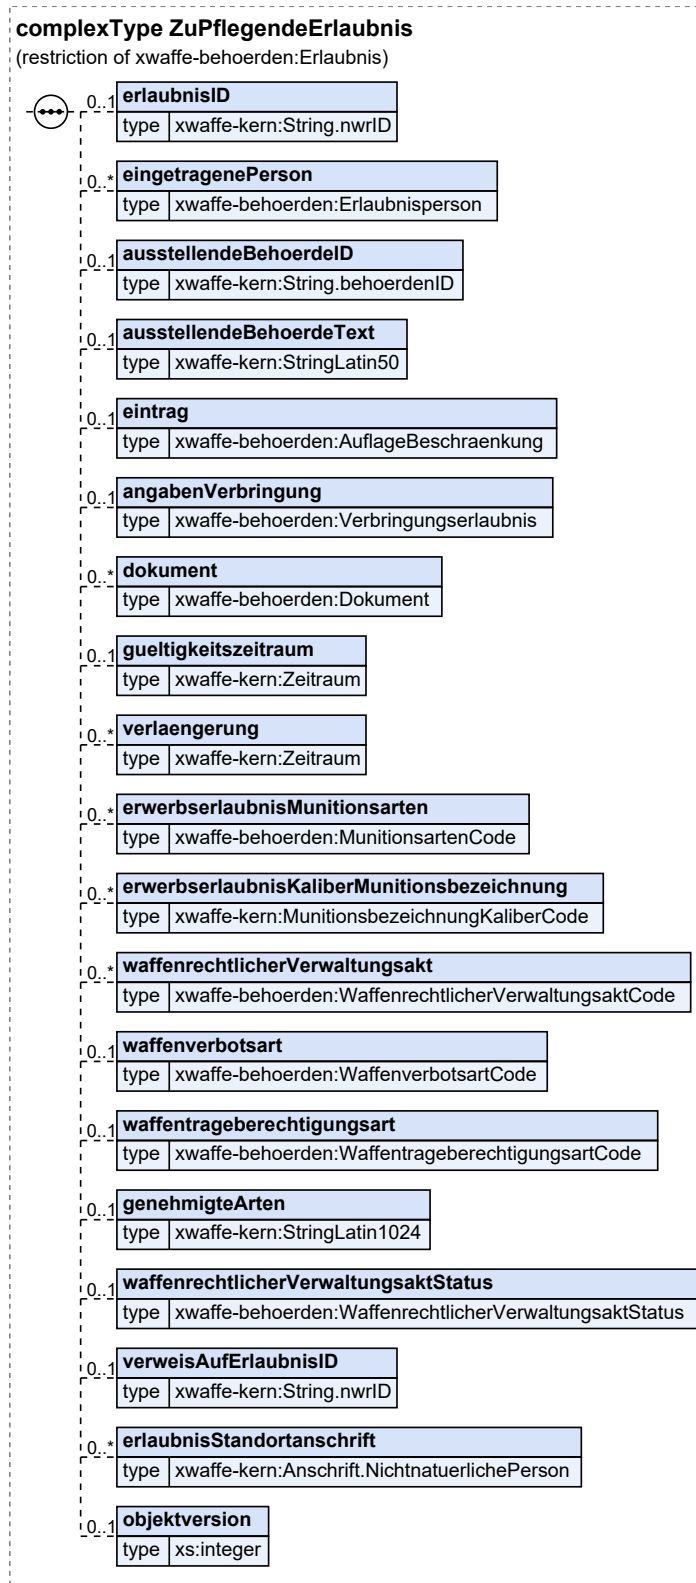 complexType ZuPflegendeErlaubnis
(restriction of xwaffe-behoerden:Erlaubnis)
0..1 erlaubnisID
type xwaffe-kern:String.nwrID
0..* eingetragenePerson
type xwaffe-behoerden:Erlaubnisperson
0..1 ausstellendeBehoerdeID
type xwaffe-kern:String.behoerdenID
0..1 ausstellendeBehoerdeText
type xwaffe-kern:StringLatin50
0..1 eintrag
type xwaffe-behoerden:AuflageBeschraenkung
0..1 angabenVerbringung
type xwaffe-behoerden:Verbringungserlaubnis
0..* dokument
type xwaffe-behoerden:Dokument
0..1 gueltigkeitszeitraum
type xwaffe-kern:Zeitraum
0..* verlaengerung
type xwaffe-kern:Zeitraum
0..* erwerbserlaubnisMunitionsarten
type xwaffe-behoerden:MunitionsartenCode
0..* erwerbserlaubnisKaliberMunitionsbezeichnung
type xwaffe-kern:MunitionsbezeichnungKaliberCode
0..* waffenrechtlicherVerwaltungsakt
type xwaffe-behoerden:WaffenrechtlicherVerwaltungsaktCode
0..1 waffenverbotsart
type xwaffe-behoerden:WaffenverbotsartCode
0..1 waffentrageberechtigungsart
type xwaffe-behoerden:WaffentrageberechtigungsartCode
0..1 genehmigteArten
type xwaffe-kern:StringLatin1024
0..1 waffenrechtlicherVerwaltungsaktStatus
type xwaffe-behoerden:WaffenrechtlicherVerwaltungsaktStatus
0..1 verweisAufErlaubnisID
type xwaffe-kern:String.nwrID
0..* erlaubnisStandortanschrift
type xwaffe-kern:Anschrift.NichtnatuerlichePerson
0..1 objektversion
type xs:integer